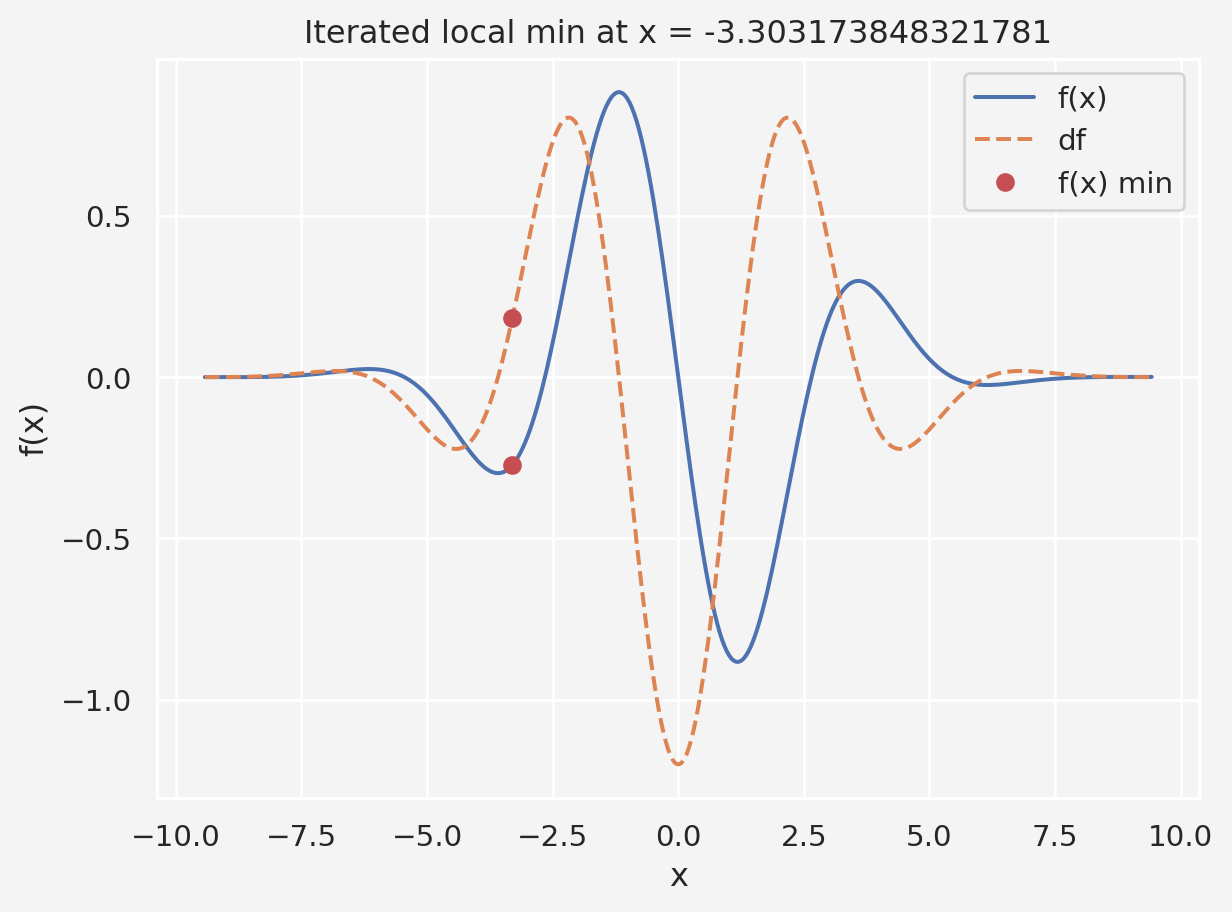 Iterated local min at x = -3.303173848321781
f(x)
df
f(x) min
f(x)
0.5
0.0
−0.5
−1.0
−10.0 −7.5 −5.0 −2.5 0.0 2.5 5.0 7.5 10.0
x